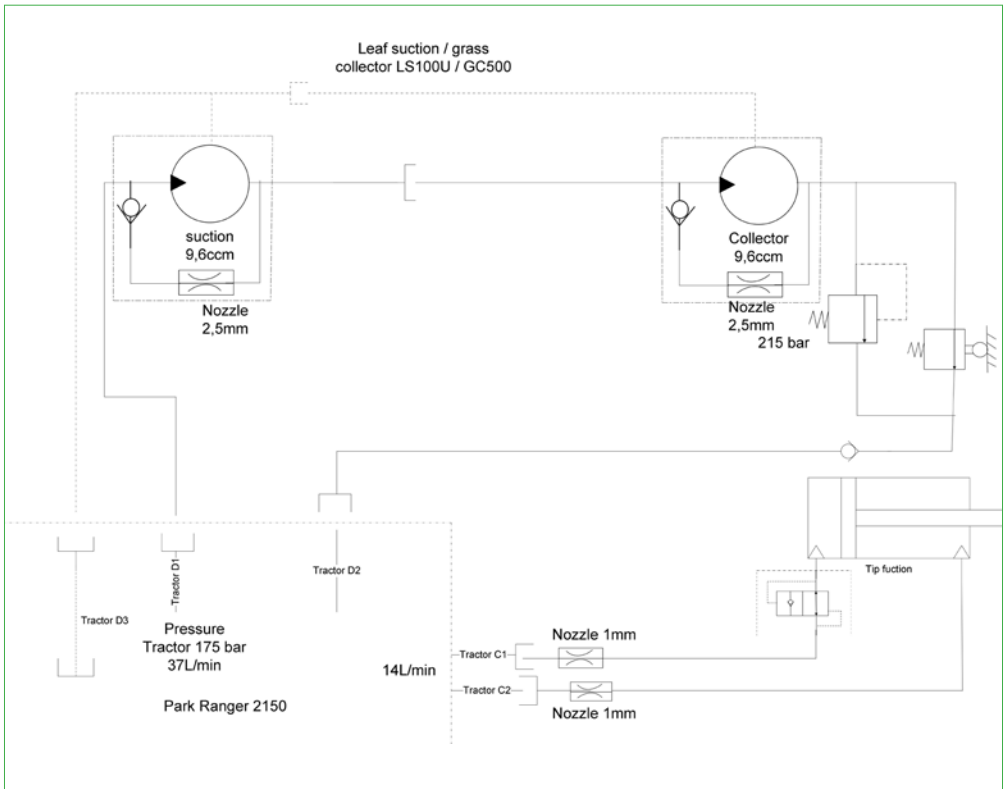 Leaf suction / grass
collector LS100U / GC500
suction
9,6ccm
Nozzle
2,5mm
Collector
9,6ccm
Nozzle
2,5mm
215 bar
Tip fuction
Tractor D3
Tractor D1
Pressure
Tractor 175 bar
37L/min
Tractor D2
Park Ranger 2150
14L/min
Tractor C1
Nozzle 1mm
Tractor C2
Nozzle 1mm